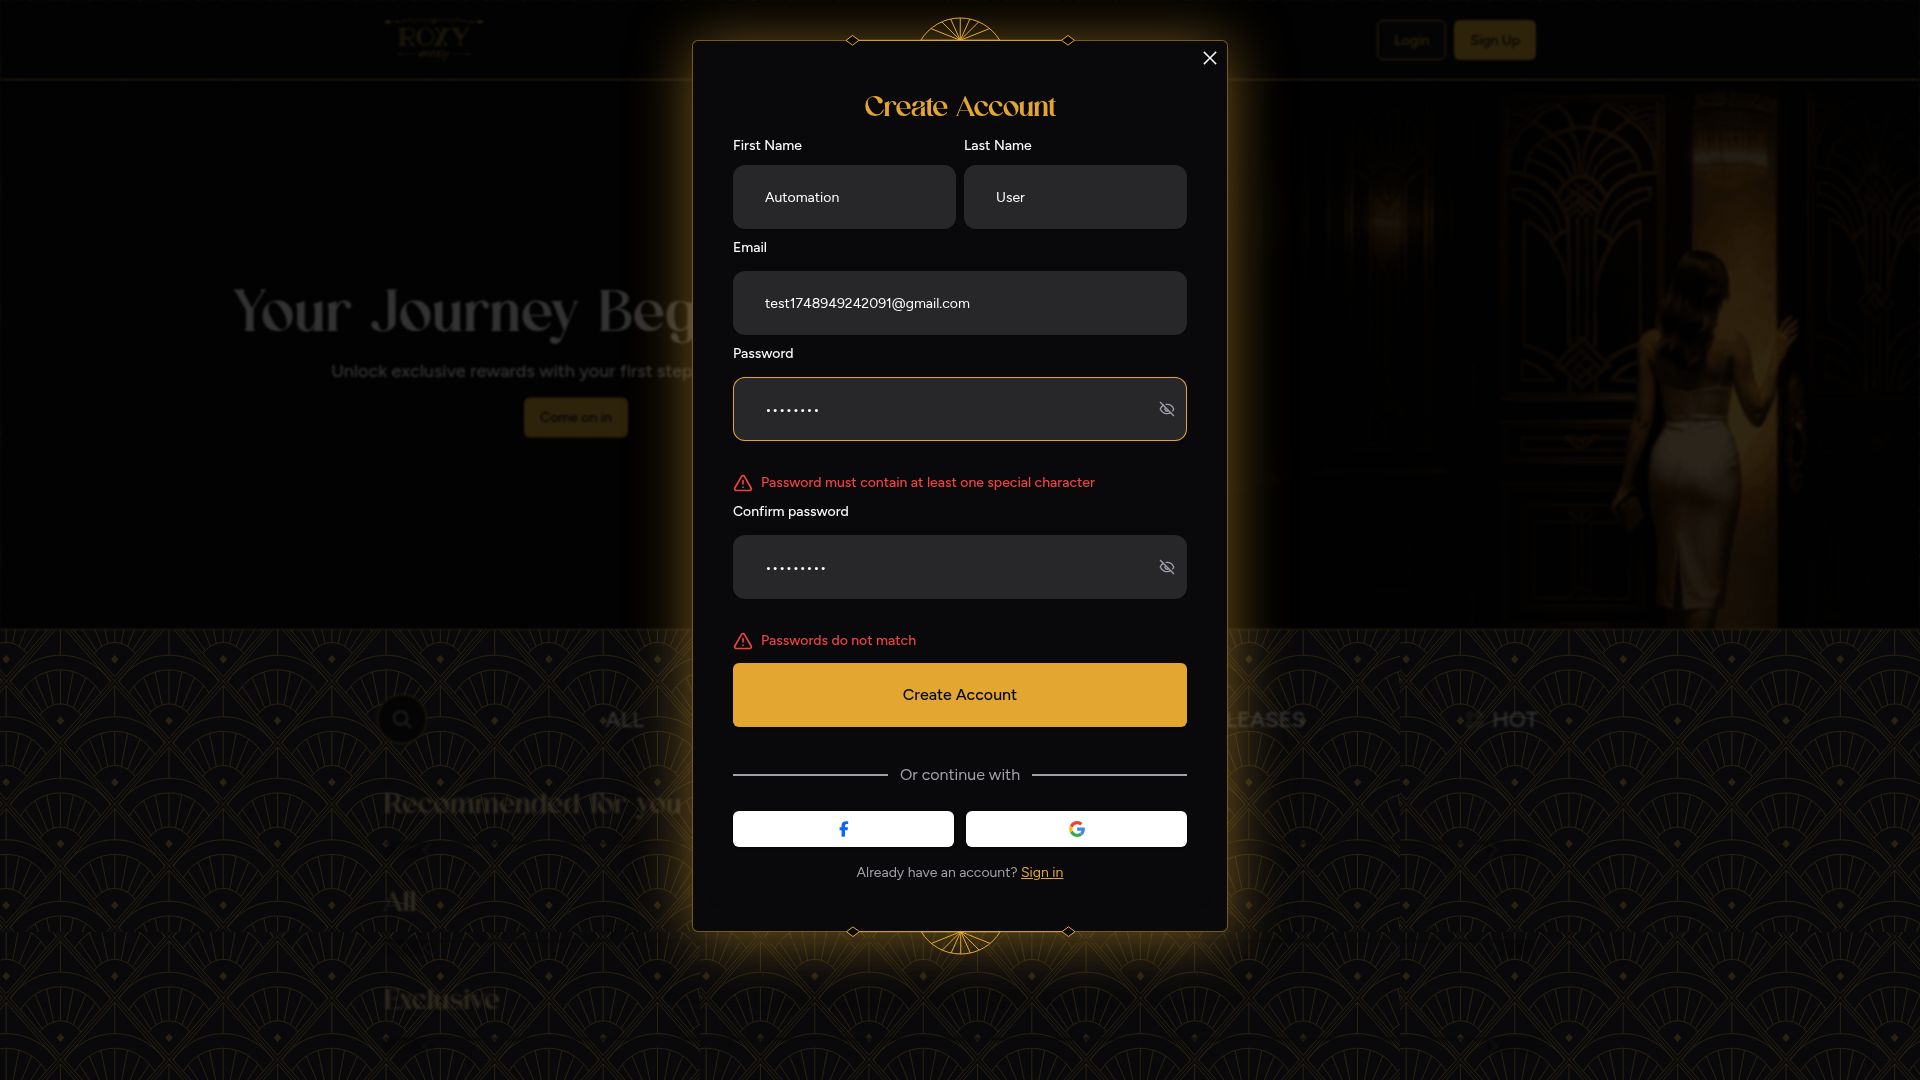 ROXY
Login
Sign Up
Create Account
First Name
Last Name
Automation
User
Email
test1748949242091@gmail.com
Your Journey Beg
Password
Unlock exclusive rewards with your first step
••••••••
Come on in
Password must contain at least one special character
Confirm password
•••••••••
Passwords do not match
Create Account
ALL
LEASES
HOT
Or continue with
Recommended for you
Already have an account? Sign in
All
Exclusive